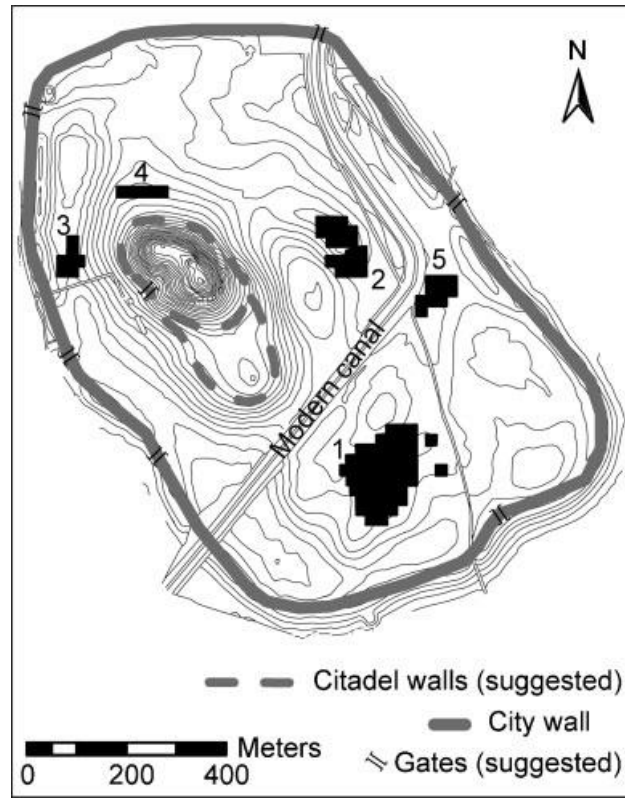 N
4
3
2
5
Modern canal
1
Citadel walls (suggested)
City wall
Meters
Gates (suggested)
0 200 400